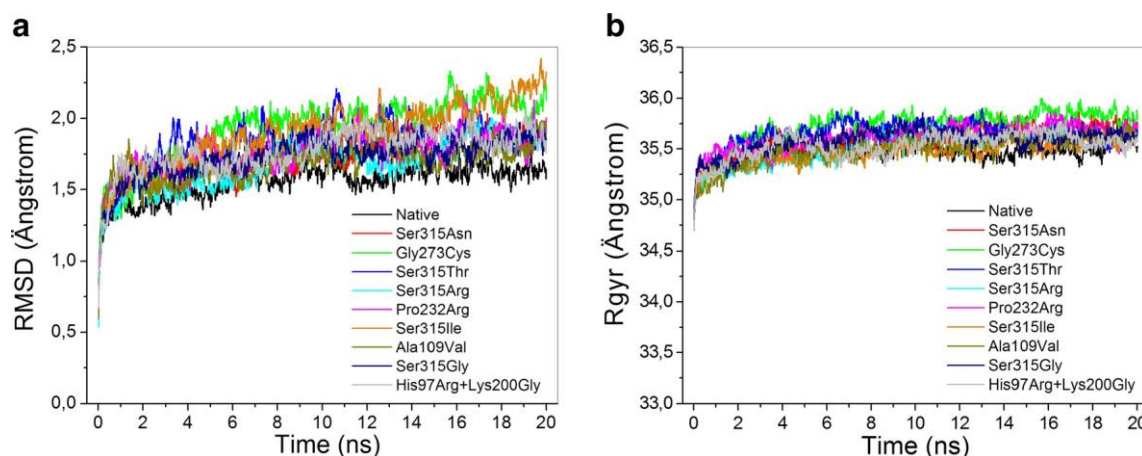 a
RMSD (Ängstrom)
2,5
2,0
1,5
1,0
0,5
0,0
Native
Ser315Asn
Gly273Cys
Ser315Thr
Ser315Arg
Pro232Arg
Ser315Ile
Ala109Val
Ser315Gly
His97Arg+Lys200Gly
0 2 4 6 8 10 12 14 16 18 20
Time (ns)
b
Rgyr (Ängstrom)
36,5
36,0
35,5
35,0
34,5
34,0
33,5
33,0
Native
Ser315Asn
Gly273Cys
Ser315Thr
Ser315Arg
Pro232Arg
Ser315Ile
Ala109Val
Ser315Gly
His97Arg+Lys200Gly
0 2 4 6 8 10 12 14 16 18 20
Time (ns)